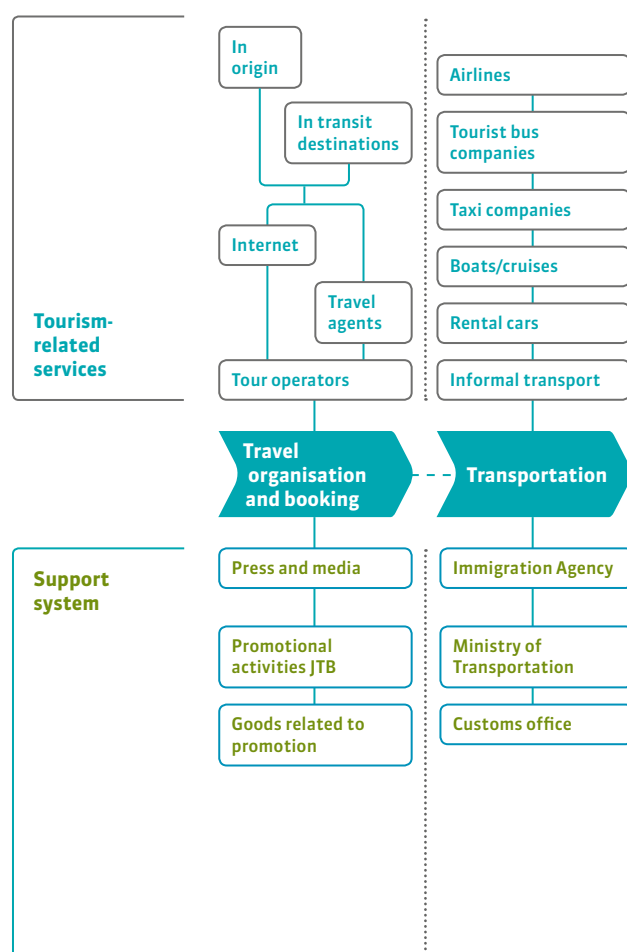 In
origin
In transit
destinations
Internet
Travel
agents
Tour operators
Airlines
Tourist bus
companies
Taxi companies
Boats/cruises
Rental cars
Informal transport
Tourism-
related
services
Travel
organisation
and booking
Transportation
Support
system
Press and media
Promotional
activities JTB
Goods related to
promotion
Immigration Agency
Ministry of
Transportation
Customs office